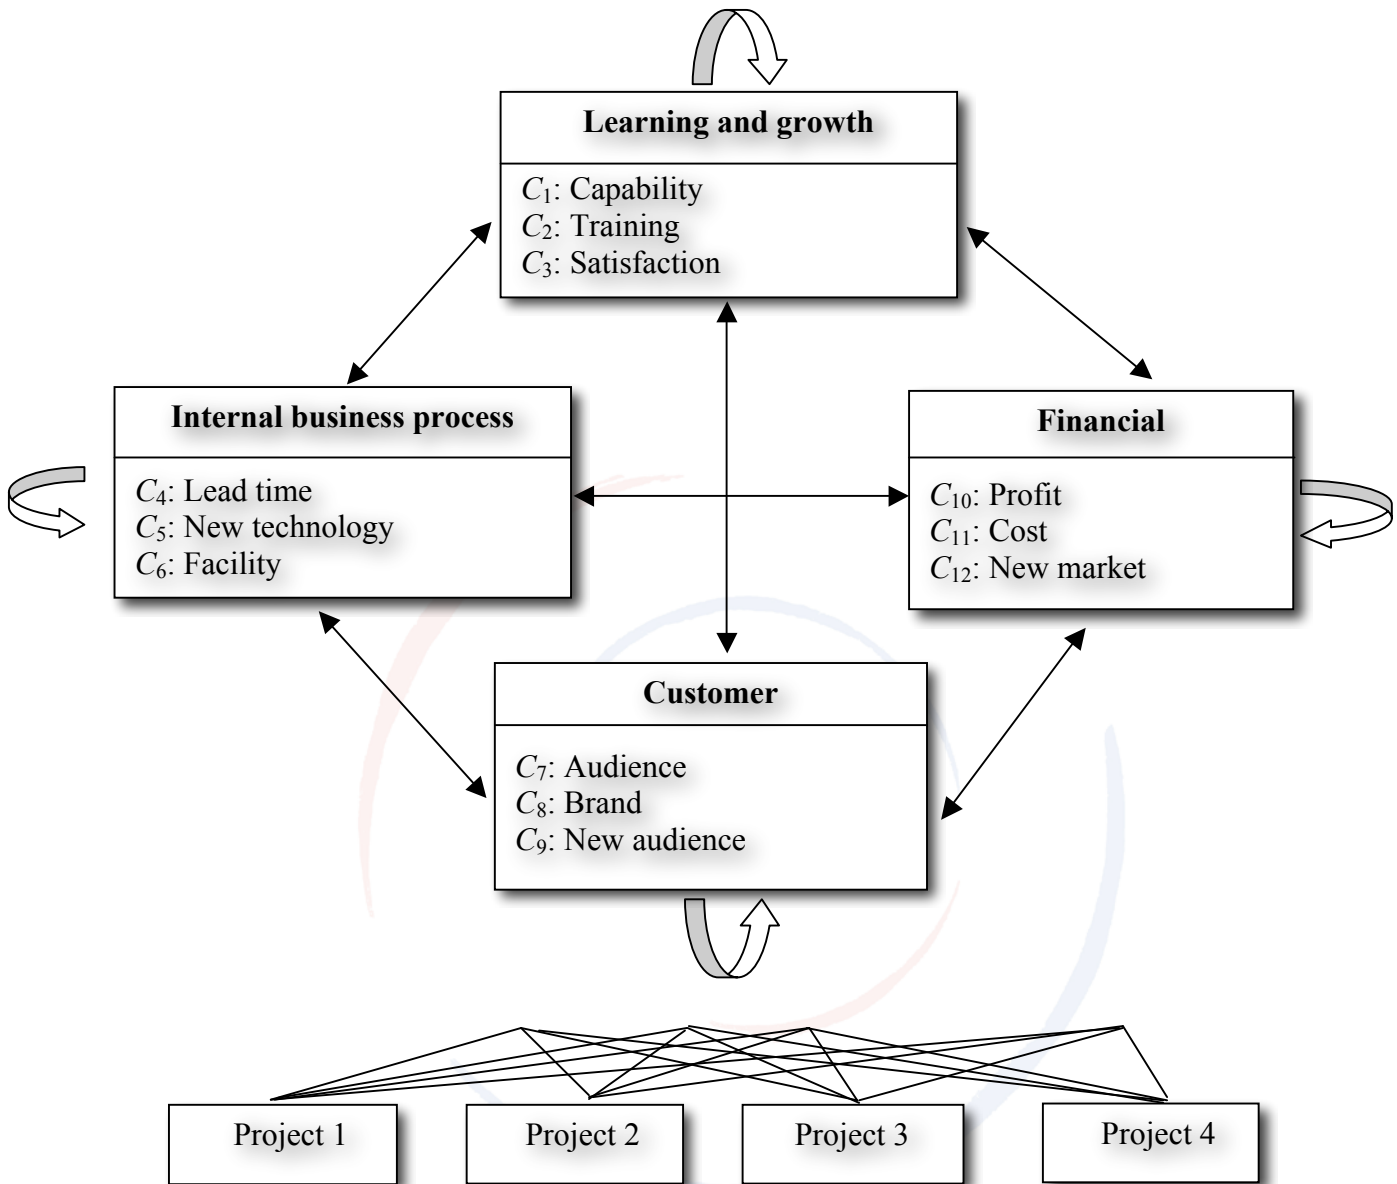 Learning and growth
C₁: Capability
C₂: Training
C₃: Satisfaction
Internal business process
C₄: Lead time
C₅: New technology
C₆: Facility
Financial
C₁₀: Profit
C₁₁: Cost
C₁₂: New market
Customer
C₇: Audience
C₈: Brand
C₉: New audience
Project 1
Project 2
Project 3
Project 4